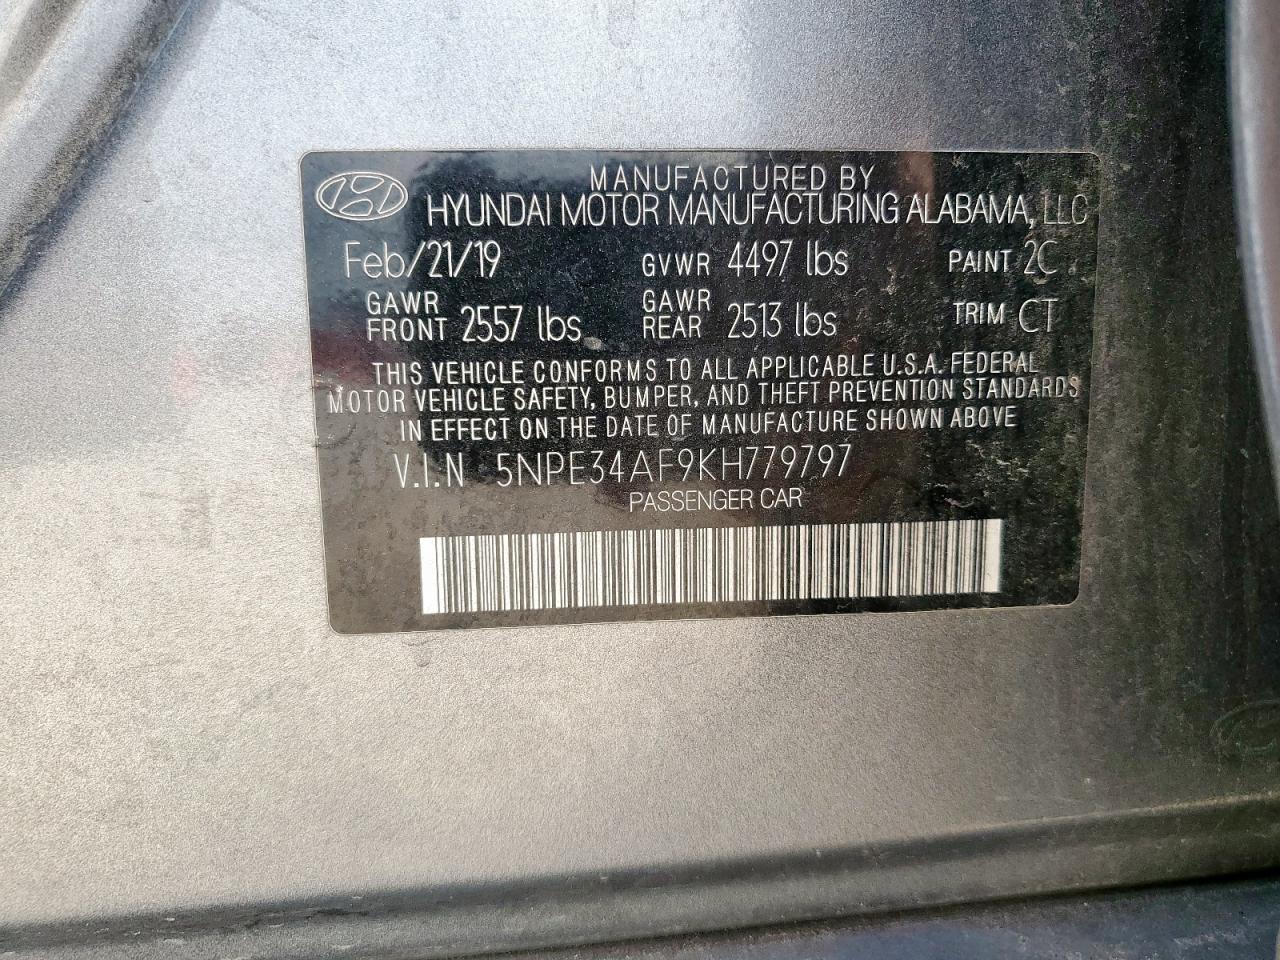 MANUFACTURED BY
HYUNDAI MOTOR MANUFACTURING ALABAMA, LLC
Feb/21/19 GVWR 4497 lbs PAINT 2C
GAWR FRONT 2557 lbs GAWR REAR 2513 lbs TRIM CT
THIS VEHICLE CONFORMS TO ALL APPLICABLE U.S.A. FEDERAL
MOTOR VEHICLE SAFETY, BUMPER, AND THEFT PREVENTION STANDARDS
IN EFFECT ON THE DATE OF MANUFACTURE SHOWN ABOVE
V.I.N 5NPE34AF9KH779797
PASSENGER CAR